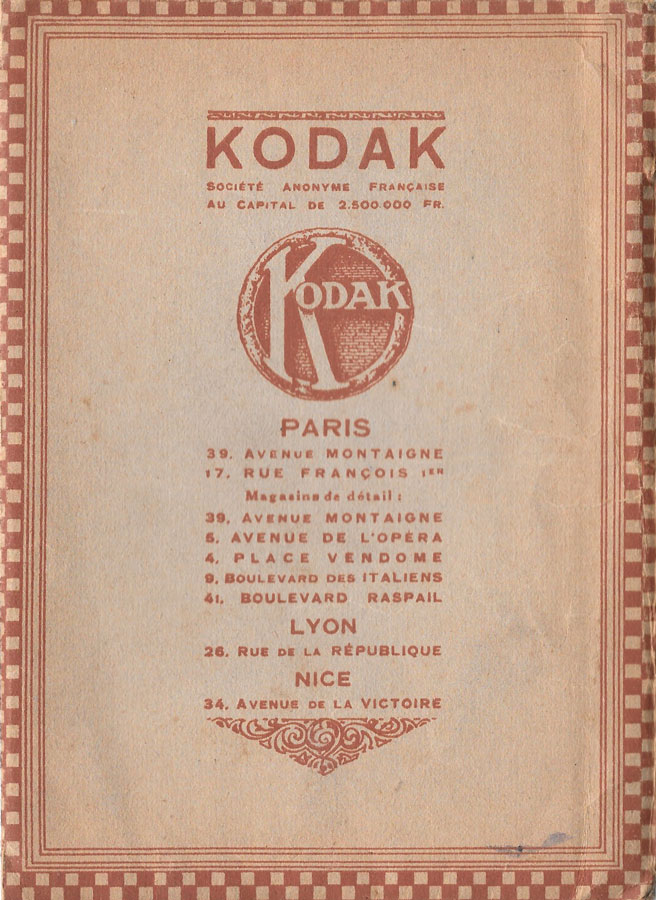 KODAK
SOCIÉTÉ ANONYME FRANÇAISE
AU CAPITAL DE 2.500.000 FR.
KODAK
PARIS
39, AVENUE MONTAIGNE
17, RUE FRANÇOIS 1ER
Magasins de détail :
39, AVENUE MONTAIGNE
5, AVENUE DE L'OPÉRA
4, PLACE VENDOME
9, BOULEVARD DES ITALIENS
41, BOULEVARD RASPAIL
LYON
26, RUE DE LA RÉPUBLIQUE
NICE
34, AVENUE DE LA VICTOIRE